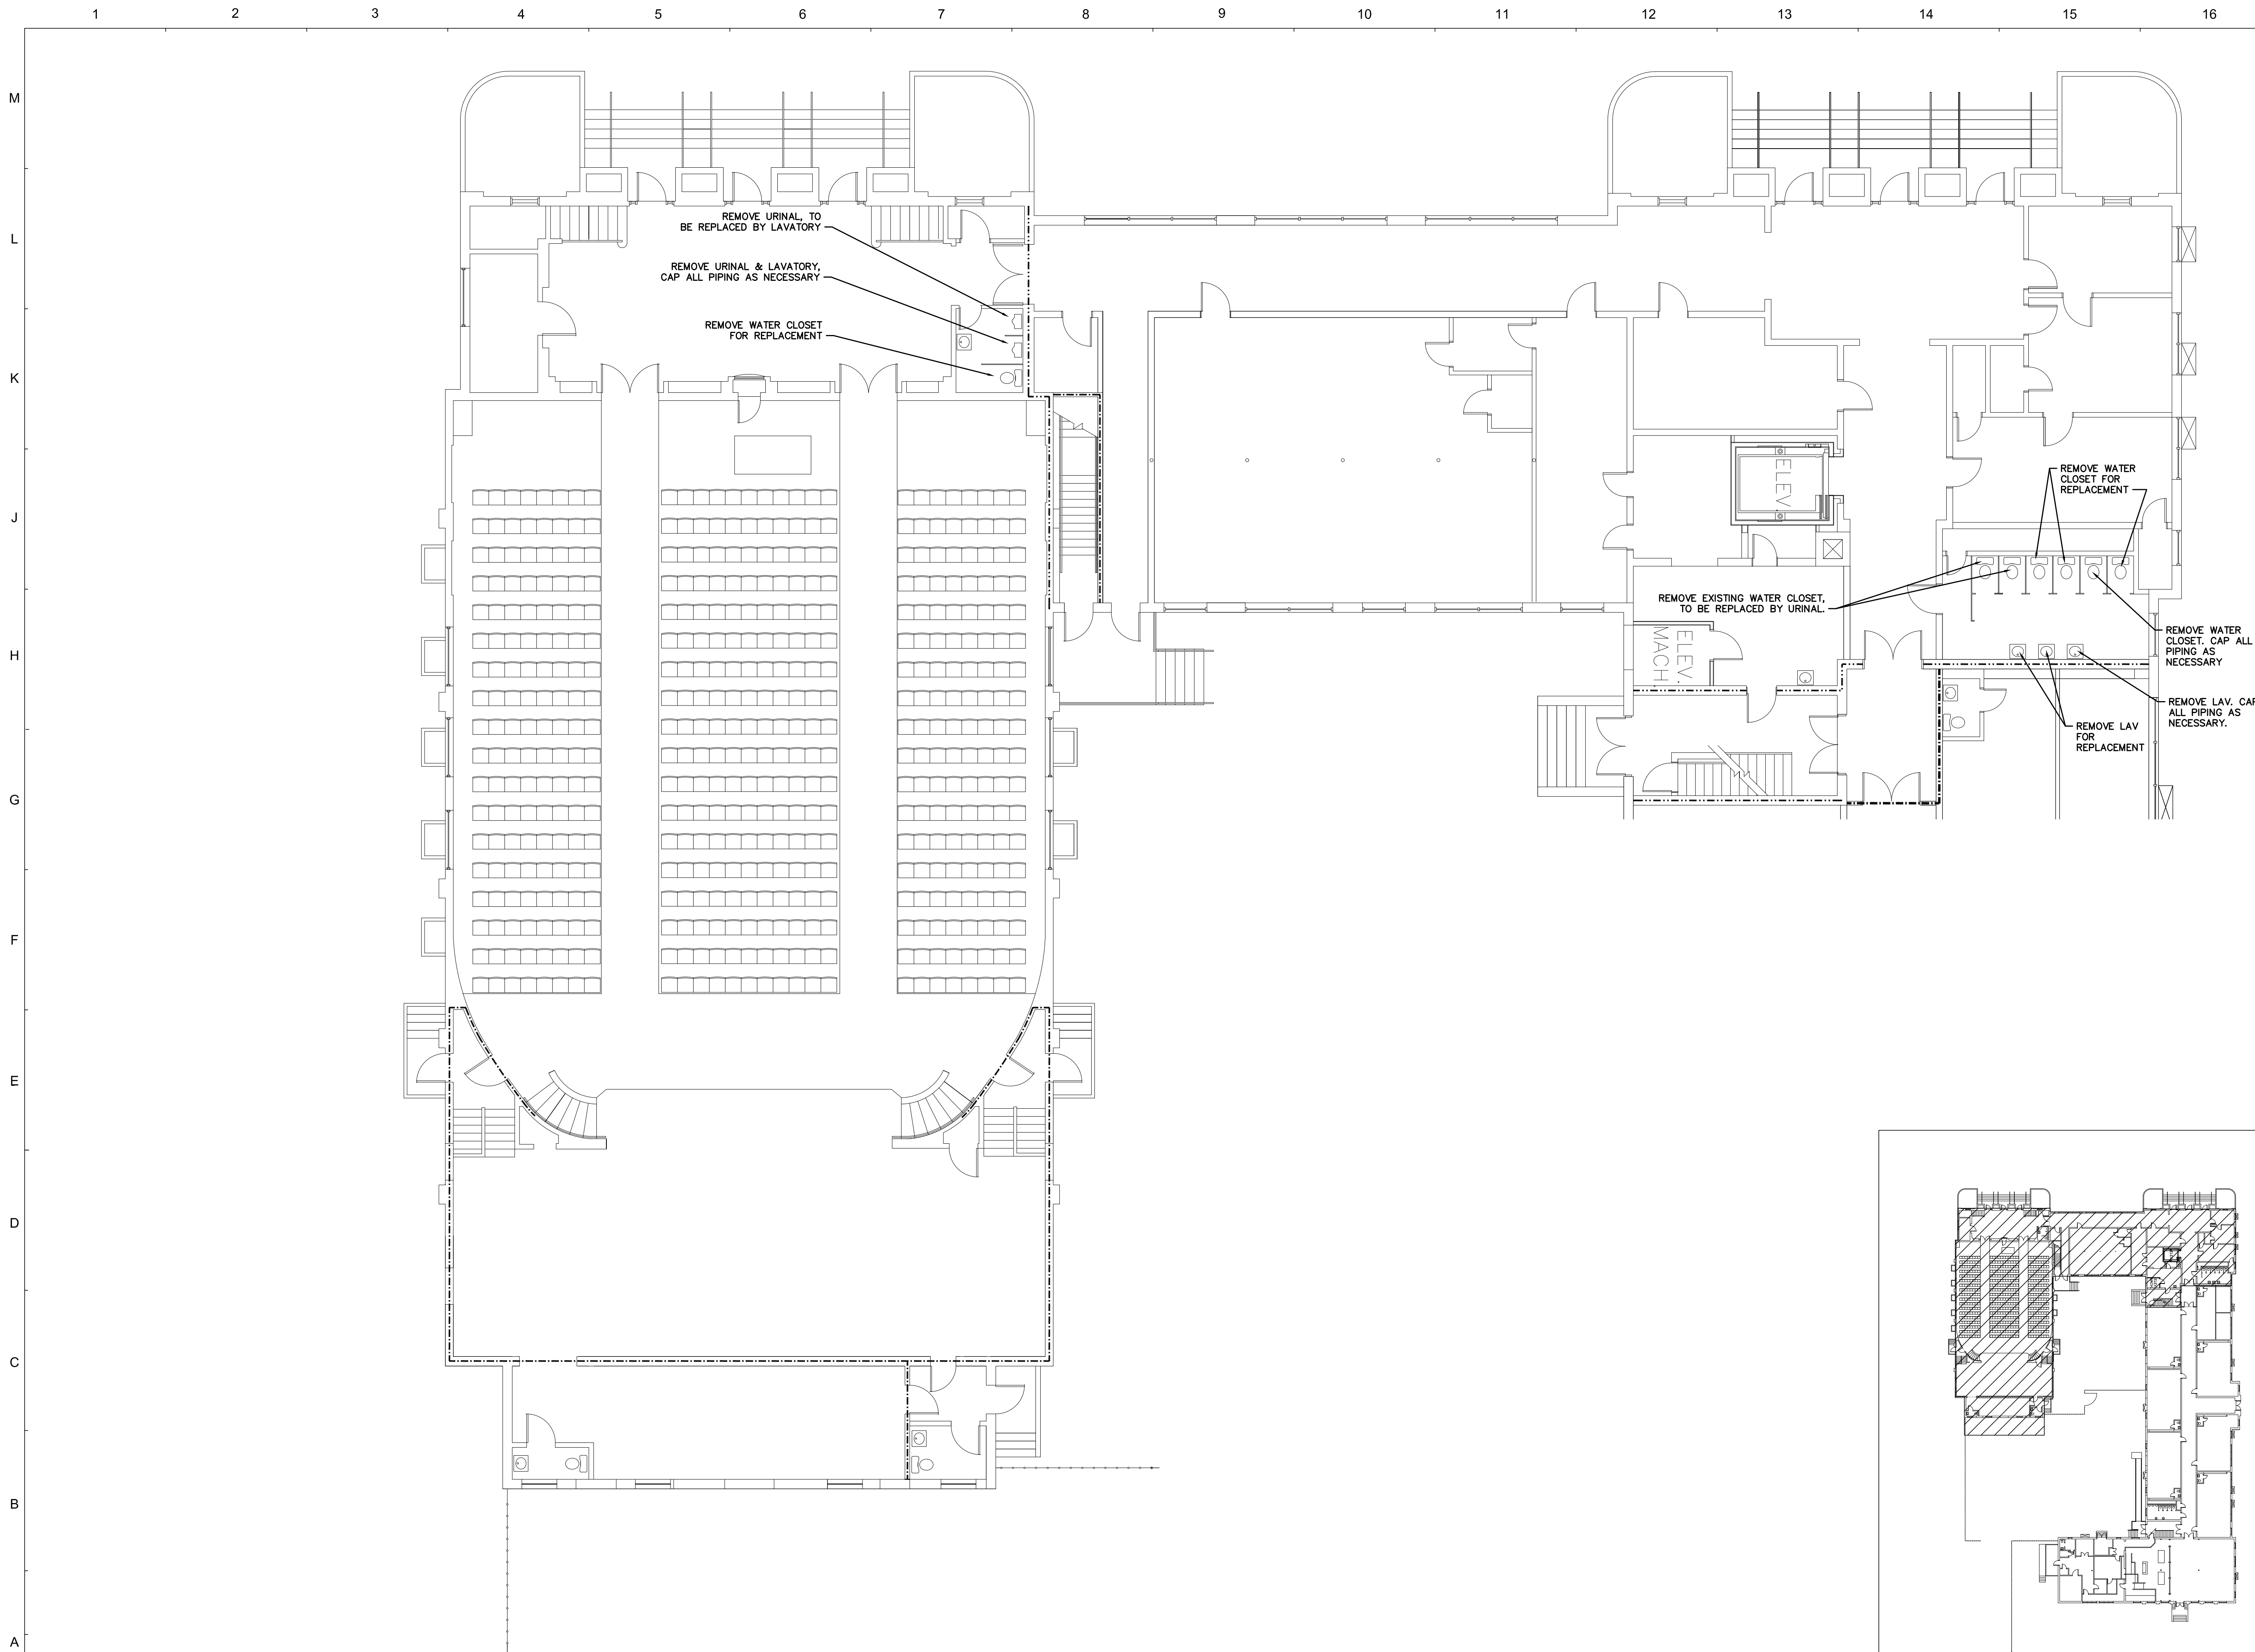 1 2 3 4 5 6 7 8 9 10 11 12 13 14 15 16
M
L
K
J
H
G
F
E
D
C
B
A
REMOVE URINAL, TO
BE REPLACED BY LAVATORY
REMOVE URINAL & LAVATORY,
CAP ALL PIPING AS NECESSARY
REMOVE WATER CLOSET
FOR REPLACEMENT
ELEV.
REMOVE WATER
CLOSET FOR
REPLACEMENT
REMOVE EXISTING WATER CLOSET,
TO BE REPLACED BY URINAL.
ELEV.
MACH.
REMOVE WATER
CLOSET. CAP ALL
PIPING AS
NECESSARY
REMOVE LAV. CAP
ALL PIPING AS
NECESSARY.
REMOVE LAV
FOR
REPLACEMENT